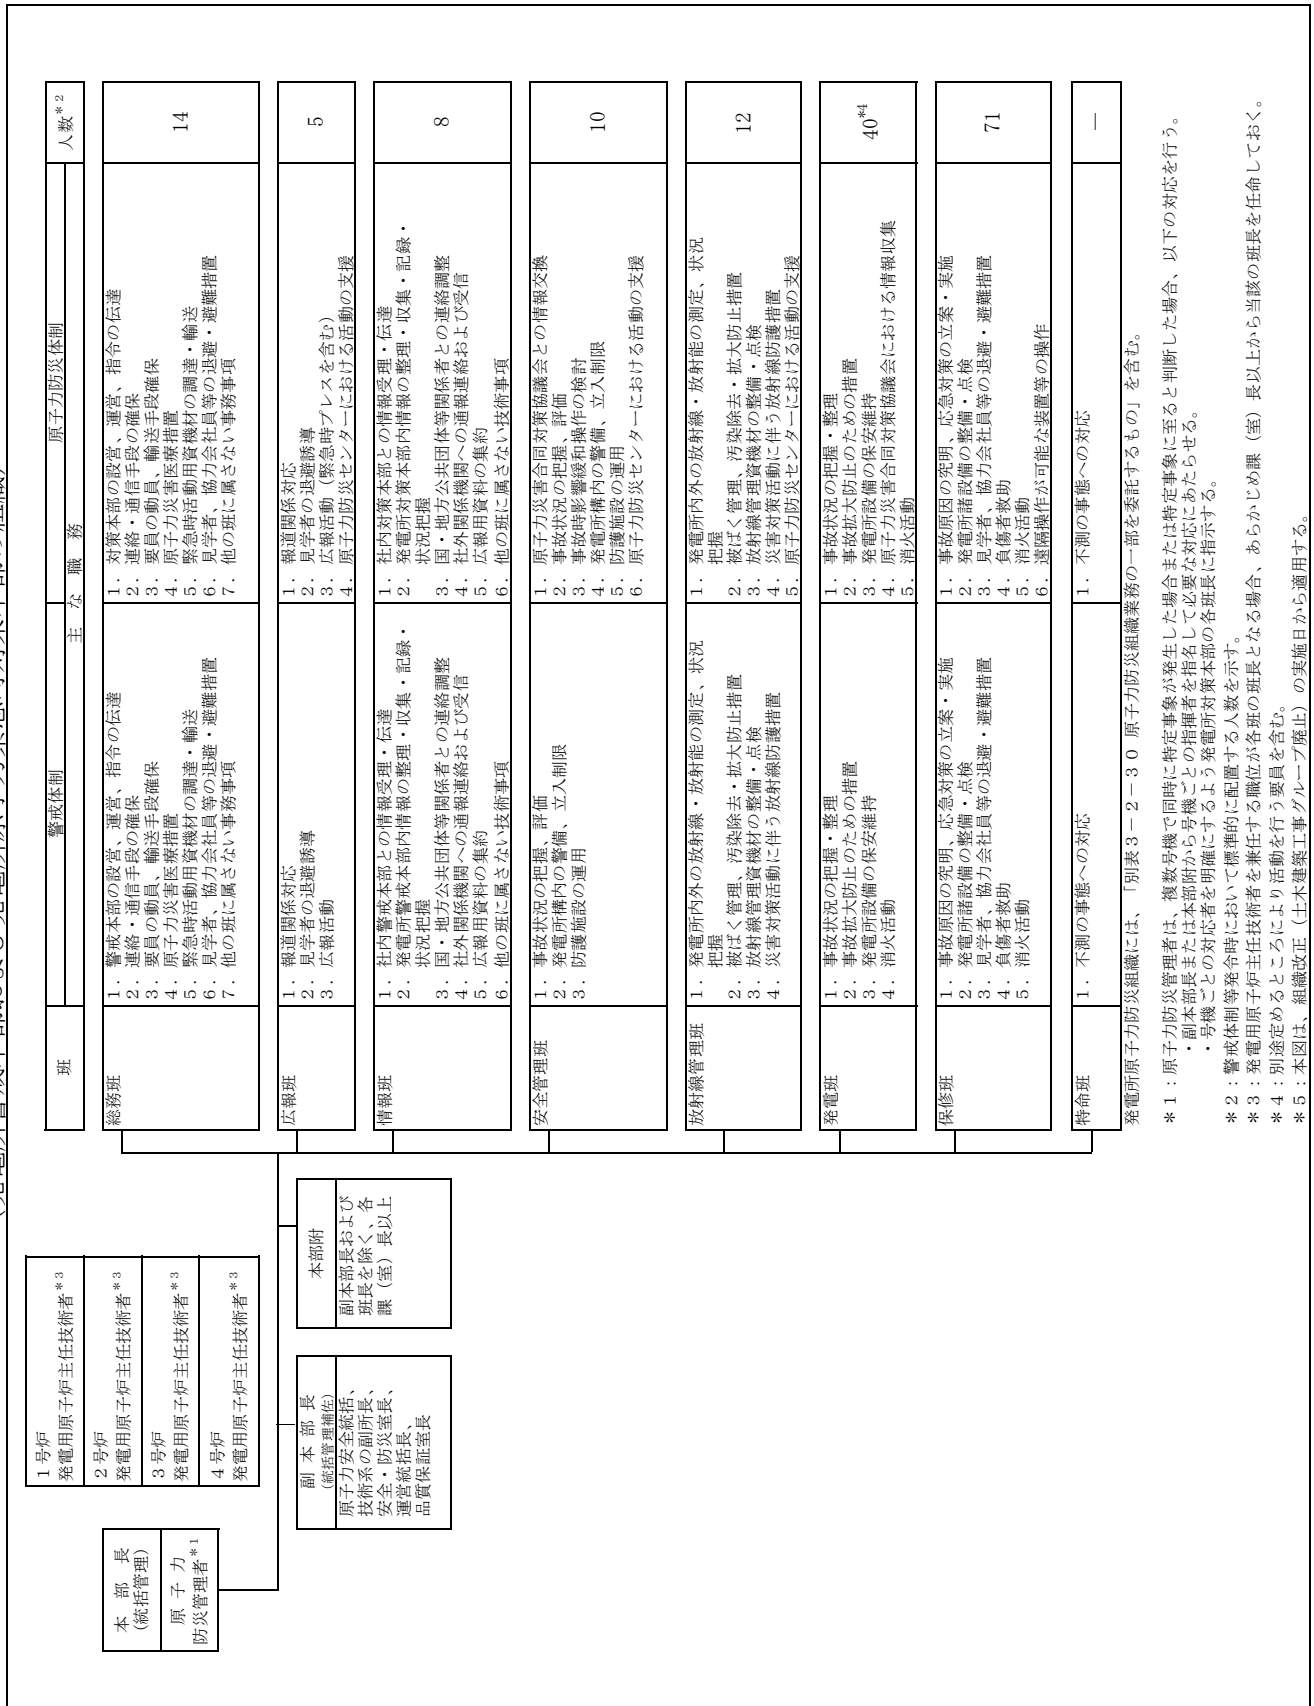 本　部　長
(統括管理)
原　子　力
防災管理者＊１
１号炉
発電用原子炉主任技術者＊３
２号炉
発電用原子炉主任技術者＊３
３号炉
発電用原子炉主任技術者＊３
４号炉
発電用原子炉主任技術者＊３
副　本　部　長
(統括管理補佐)
原子力安全統括、
技術系の副所長、
安全・防災室長、
運営統括長、
品質保証室長
本部附
副本部長および
班長を除く、各
課（室）長以上
班
主　な　職　務
警戒体制
原子力防災体制
人数＊２
総務班
１．警戒本部の設営、運営、指令の伝達
２．連絡・通信手段の確保
３．要員の動員、輸送手段確保
４．原子力災害医療措置
５．緊急時活動用資機材の調達・輸送
６．見学者、協力会社員等の退避・避難措置
７．他の班に属さない事務事項
１．対策本部の設営、運営、指令の伝達
２．連絡・通信手段の確保
３．要員の動員、輸送手段確保
４．原子力災害医療措置
５．緊急時活動用資機材の調達・輸送
６．見学者、協力会社員等の退避・避難措置
７．他の班に属さない事務事項
14
広報班
１．報道関係対応
２．見学者の退避誘導
３．広報活動
１．報道関係対応
２．見学者の退避誘導
３．広報活動（緊急時プレスを含む）
４．原子力防災センターにおける活動の支援
5
情報班
１．社内警戒本部との情報受理・伝達
２．発電所警戒本部内情報の整理・収集・記録・
状況把握
３．国・地方公共団体等関係者との連絡調整
４．社外関係機関への通報連絡および受信
５．広報用資料の集約
６．他の班に属さない技術事項
１．社内対策本部との情報受理・伝達
２．発電所対策本部内情報の整理・収集・記録・
状況把握
３．国・地方公共団体等関係者との連絡調整
４．社外関係機関への通報連絡および受信
５．広報用資料の集約
６．他の班に属さない技術事項
8
安全管理班
１．事故状況の把握、評価
２．発電所構内の警備、立入制限
３．防護施設の運用
１．原子力災害合同対策協議会との情報交換
２．事故状況の把握、評価
３．事故時影響緩和操作の検討
４．発電所構内の警備、立入制限
５．防護施設の運用
６．原子力防災センターにおける活動の支援
10
放射線管理班
１．発電所内外の放射線・放射能の測定、状況
把握
２．被ばく管理、汚染除去・拡大防止措置
３．放射線管理資機材の整備・点検
４．災害対策活動に伴う放射線防護措置
１．発電所内外の放射線・放射能の測定、状況
把握
２．被ばく管理、汚染除去・拡大防止措置
３．放射線管理資機材の整備・点検
４．災害対策活動に伴う放射線防護措置
５．原子力防災センターにおける活動の支援
12
発電班
１．事故状況の把握・整理
２．事故拡大防止のための措置
３．発電所設備の保安維持
４．消火活動
１．事故状況の把握・整理
２．事故拡大防止のための措置
３．発電所設備の保安維持
４．原子力災害合同対策協議会における情報収集
５．消火活動
40*4
保修班
１．事故原因の究明、応急対策の立案・実施
２．発電所諸設備の整備・点検
３．見学者、協力会社員等の退避・避難措置
４．負傷者救助
５．消火活動
１．事故原因の究明、応急対策の立案・実施
２．発電所諸設備の整備・点検
３．見学者、協力会社員等の退避・避難措置
４．負傷者救助
５．消火活動
６．遠隔操作が可能な装置等の操作
71
特命班
１．不測の事態への対応
１．不測の事態への対応
―
発電所原子力防災組織には、「別表３－２－３０　原子力防災組織業務の一部を委託するもの」を含む。
＊１：原子力防災管理者は、複数号機で同時に特定事象が発生した場合または特定事象に至ると判断した場合、以下の対応を行う。
・副本部長または本部附から号機ごとの指揮者を指名して必要な対応にあたらせる。
・号機ごとの対応者を明確にするよう発電所対策本部の各班長に指示する。
＊２：警戒体制等発令時において標準的に配置する人数を示す。
＊３：発電用原子炉主任技術者を兼任する職位が各班の班長となる場合、あらかじめ課（室）長以上から当該の班長を任命しておく。
＊４：別途定めるところにより活動を行う要員を含む。
＊５：本図は、組織改正（土木建築工事グループ廃止）の実施日から適用する。